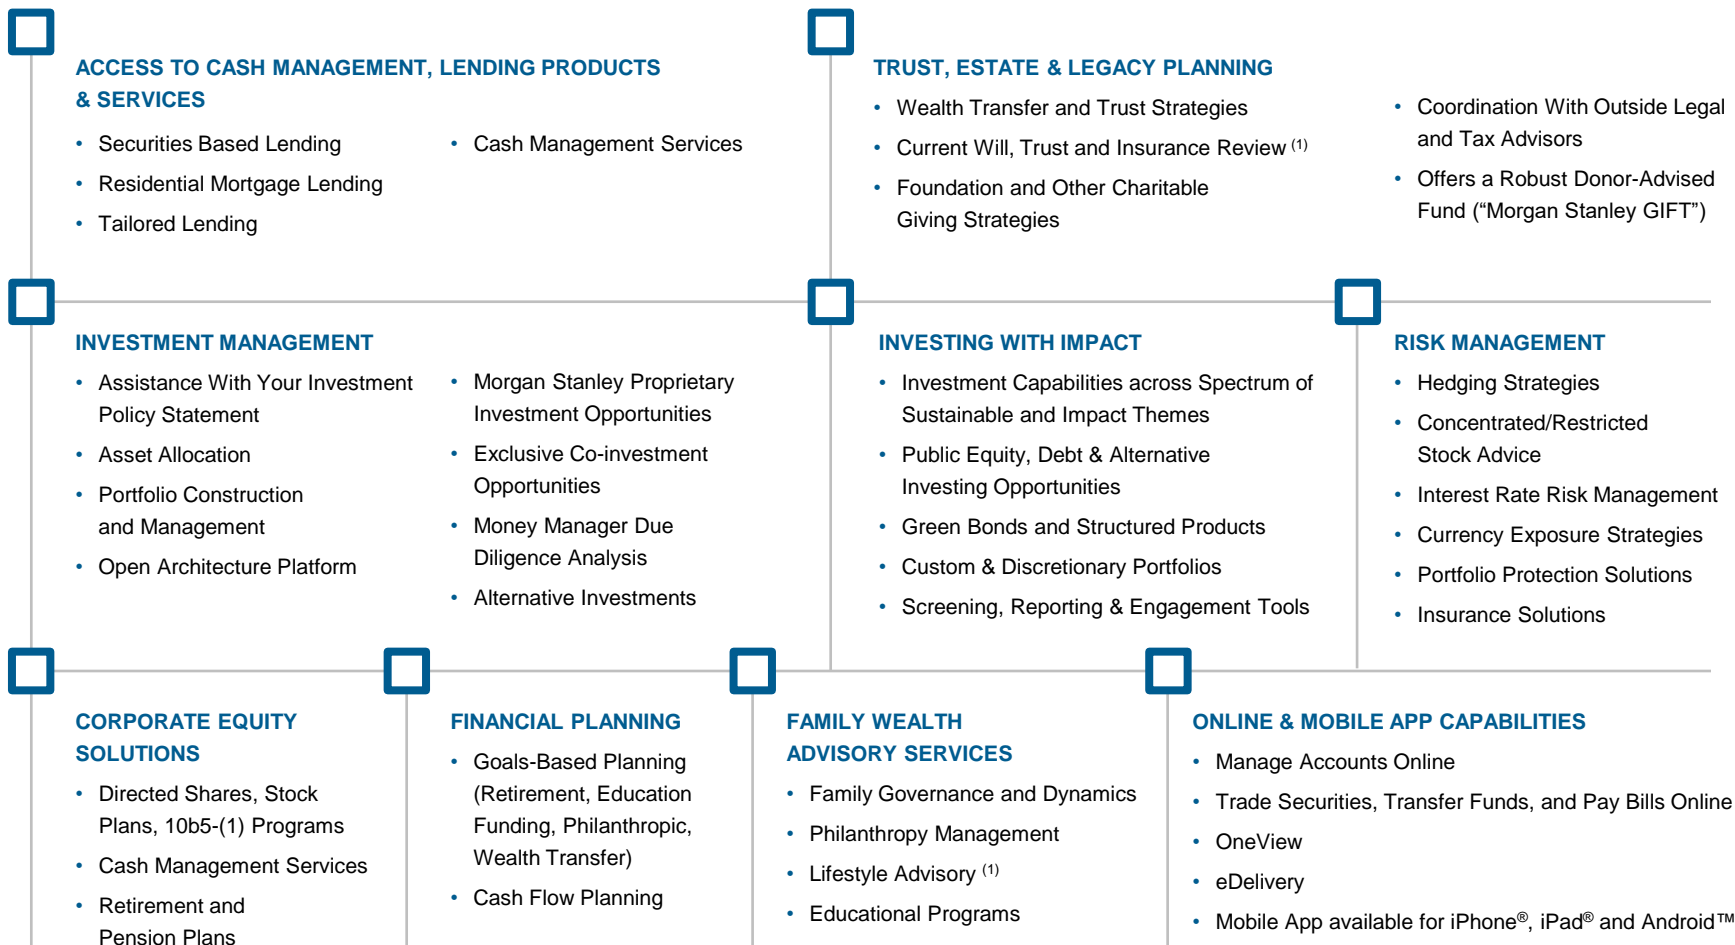 ACCESS TO CASH MANAGEMENT, LENDING PRODUCTS
& SERVICES
• Securities Based Lending
• Residential Mortgage Lending
• Tailored Lending
• Cash Management Services
TRUST, ESTATE & LEGACY PLANNING
• Wealth Transfer and Trust Strategies
• Current Will, Trust and Insurance Review (1)
• Foundation and Other Charitable
Giving Strategies
• Coordination With Outside Legal
and Tax Advisors
• Offers a Robust Donor-Advised
Fund (“Morgan Stanley GIFT”)
INVESTMENT MANAGEMENT
• Assistance With Your Investment
Policy Statement
• Asset Allocation
• Portfolio Construction
and Management
• Open Architecture Platform
• Morgan Stanley Proprietary
Investment Opportunities
• Exclusive Co-investment
Opportunities
• Money Manager Due
Diligence Analysis
• Alternative Investments
INVESTING WITH IMPACT
• Investment Capabilities across Spectrum of
Sustainable and Impact Themes
• Public Equity, Debt & Alternative
Investing Opportunities
• Green Bonds and Structured Products
• Custom & Discretionary Portfolios
• Screening, Reporting & Engagement Tools
RISK MANAGEMENT
• Hedging Strategies
• Concentrated/Restricted
Stock Advice
• Interest Rate Risk Management
• Currency Exposure Strategies
• Portfolio Protection Solutions
• Insurance Solutions
CORPORATE EQUITY
SOLUTIONS
• Directed Shares, Stock
Plans, 10b5-(1) Programs
• Cash Management Services
• Retirement and
Pension Plans
FINANCIAL PLANNING
• Goals-Based Planning
(Retirement, Education
Funding, Philanthropic,
Wealth Transfer)
• Cash Flow Planning
FAMILY WEALTH
ADVISORY SERVICES
• Family Governance and Dynamics
• Philanthropy Management
• Lifestyle Advisory (1)
• Educational Programs
ONLINE & MOBILE APP CAPABILITIES
• Manage Accounts Online
• Trade Securities, Transfer Funds, and Pay Bills Online
• OneView
• eDelivery
• Mobile App available for iPhone®, iPad® and Android™